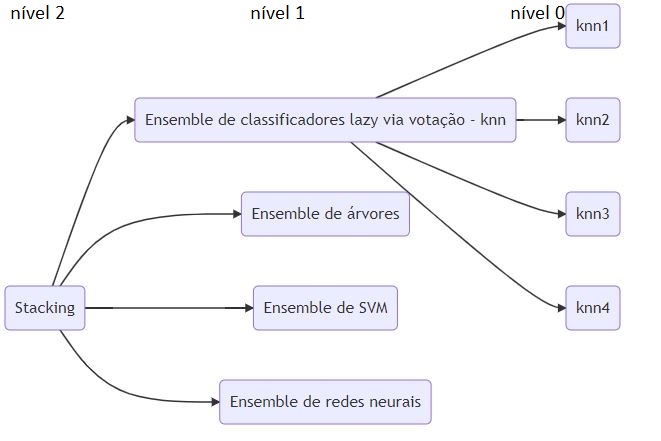 nível 2
nível 1
nível 0
knn1
Ensemble de classificadores lazy via votação - knn
knn2
Ensemble de árvores
knn3
Stacking
Ensemble de SVM
knn4
Ensemble de redes neurais